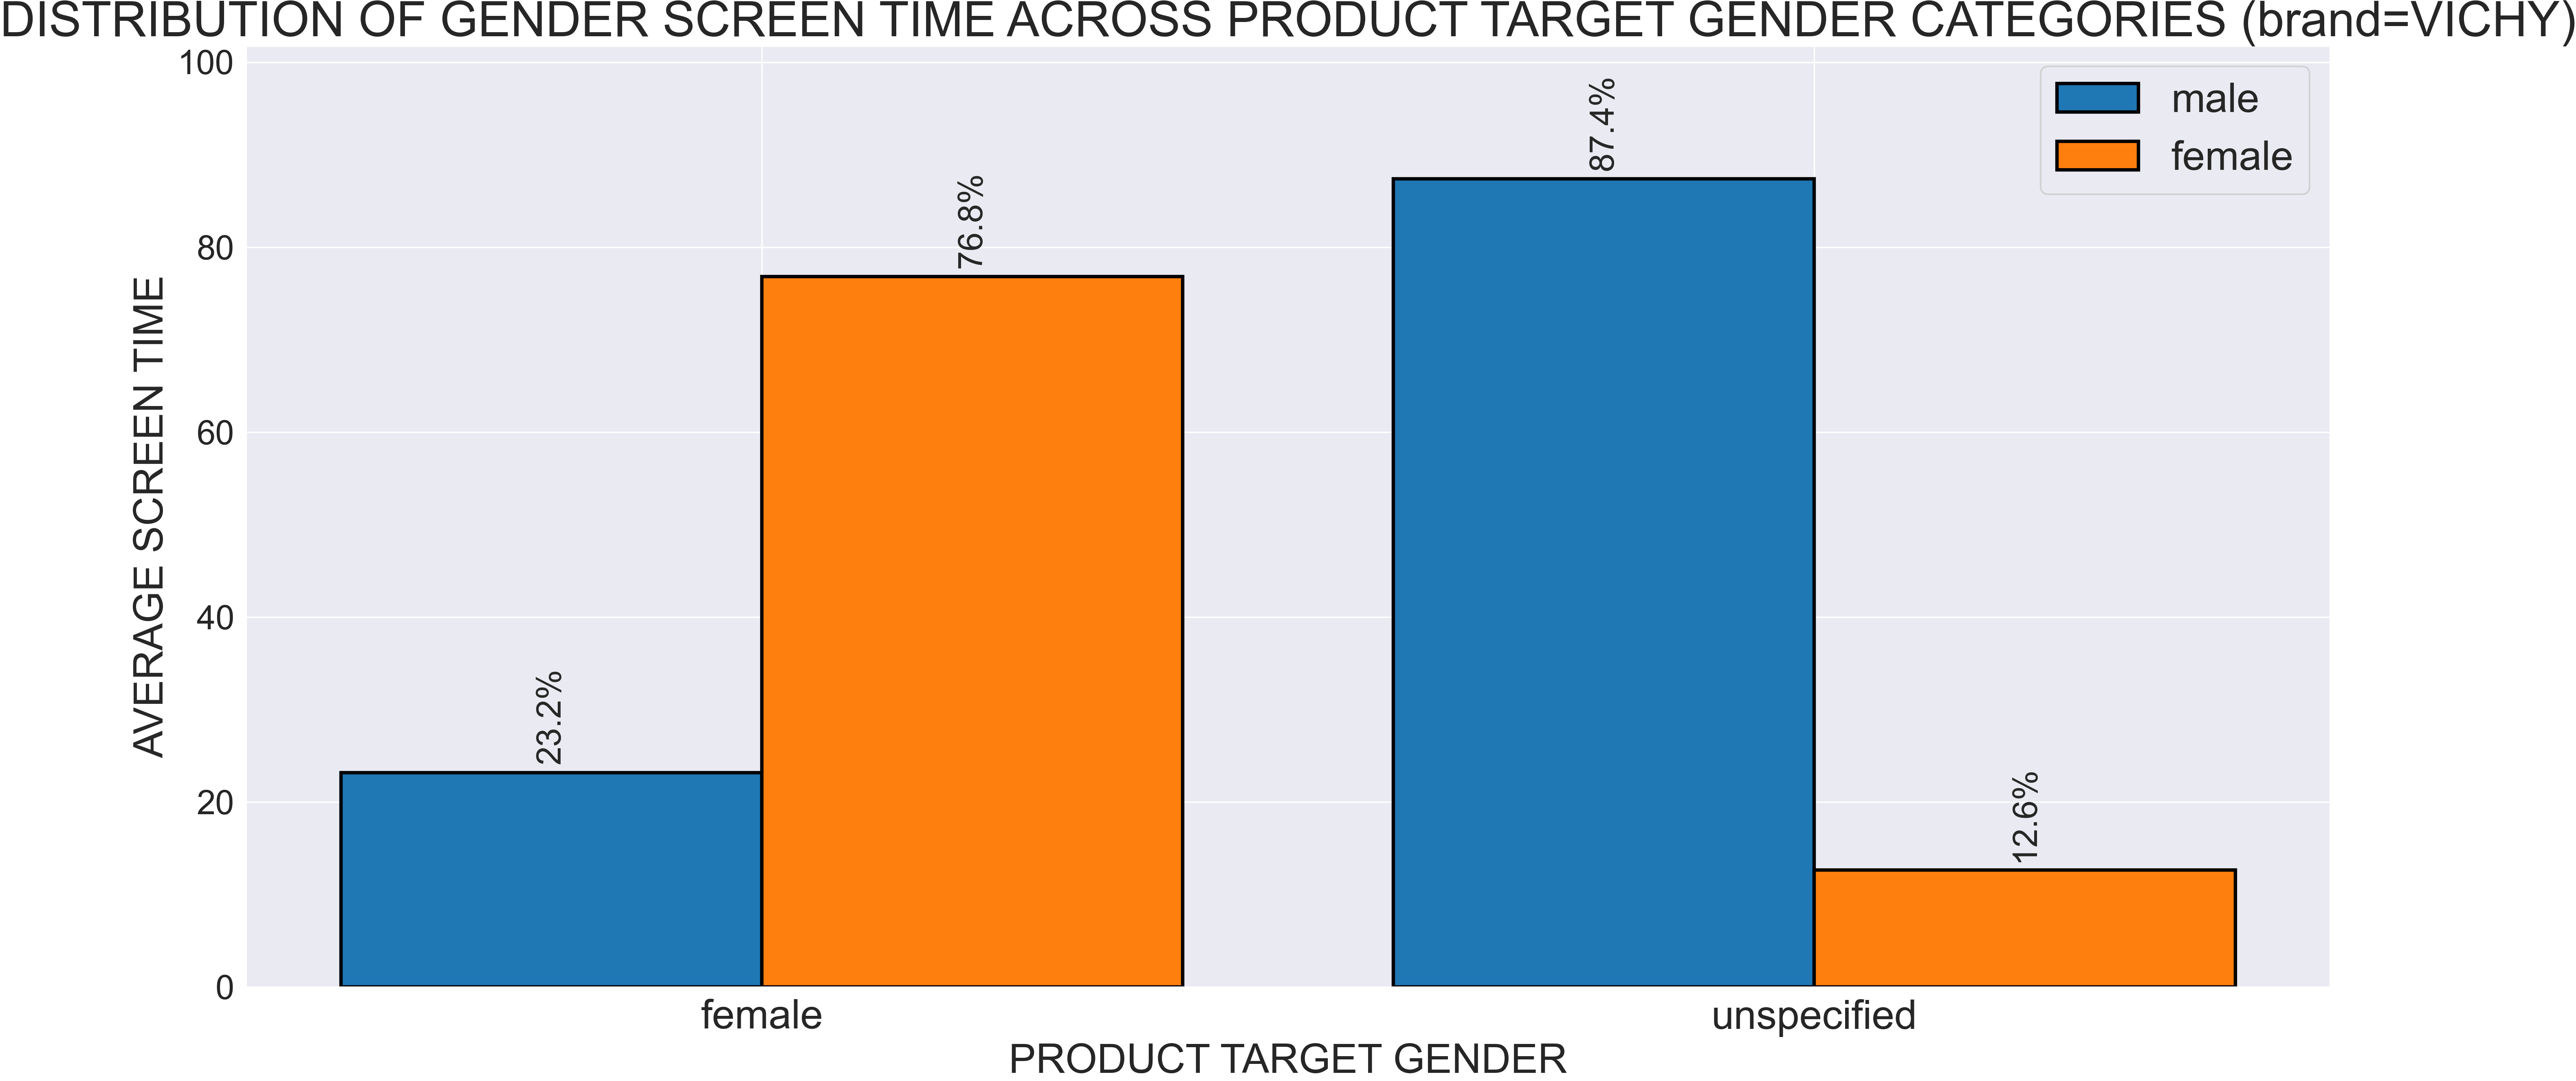 DISTRIBUTION OF GENDER SCREEN TIME ACROSS PRODUCT TARGET GENDER CATEGORIES (brand=VICHY)
100
80
60
40
20
0
AVERAGE SCREEN TIME
23.2%
76.8%
87.4%
12.6%
male
female
female
unspecified
PRODUCT TARGET GENDER